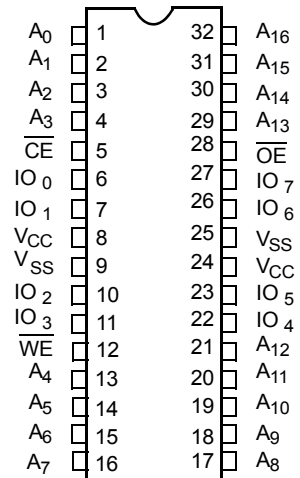 A0 1 32 A16
A1 2 31 A15
A2 3 30 A14
A3 4 29 A13
CE 5 28 OE
IO 0 6 27 IO 7
IO 1 7 26 IO 6
VCC 8 25 VSS
VSS 9 24 VCC
IO 2 10 23 IO 5
IO 3 11 22 IO 4
WE 12 21 A12
A4 13 20 A11
A5 14 19 A10
A6 15 18 A9
A7 16 17 A8